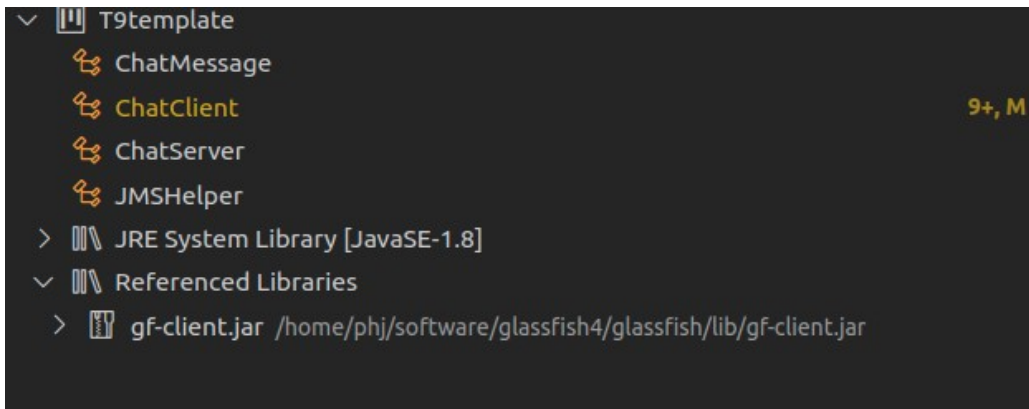 T9template
ChatMessage
ChatClient 9+, M
ChatServer
JMSHelper
JRE System Library [JavaSE-1.8]
Referenced Libraries
gf-client.jar /home/phj/software/glassfish4/glassfish/lib/gf-client.jar